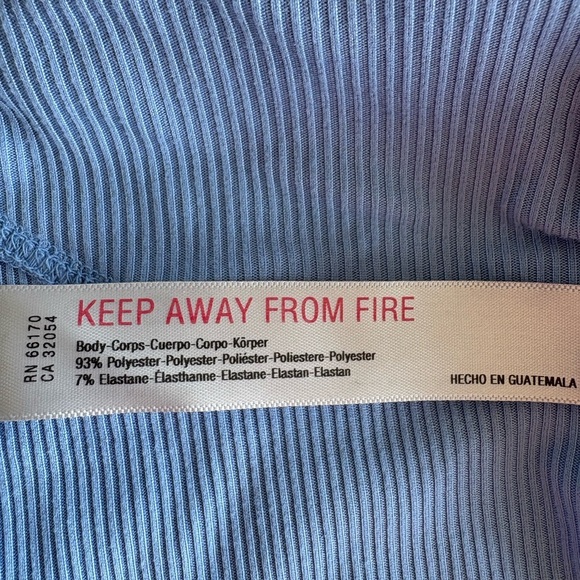 RN 66170
CA 32054
KEEP AWAY FROM FIRE
Body-Corps-Cuerpo-Corpo-Körper
93% Polyester-Polyester-Poliéster-Poliestere-Polyester
7% Elastane-Élasthanne-Elastane-Elastan-Elastan
HECHO EN GUATEMALA